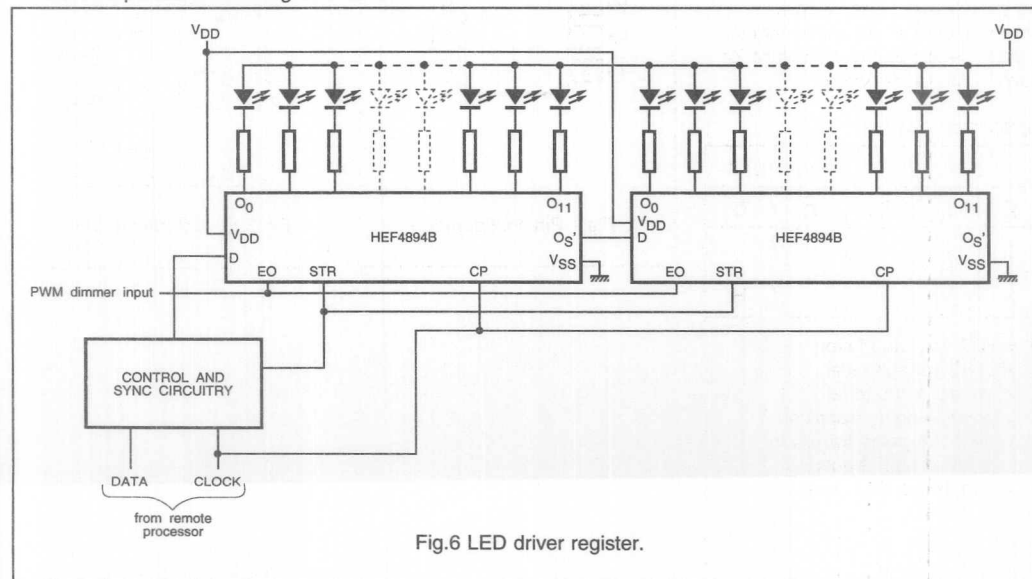 VDD
VDD
O0
O11
VDD
D
HEF4894B
OS'
VSS
EO
STR
CP
O0
O11
VDD
D
HEF4894B
OS'
VSS
EO
STR
CP
PWM dimmer input
CONTROL AND
SYNC CIRCUITRY
DATA
CLOCK
from remote
processor
Fig.6 LED driver register.